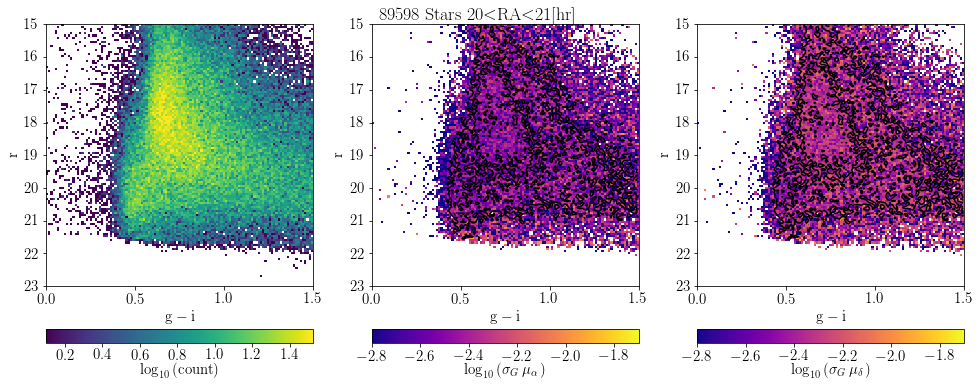 89598 Stars 20<RA<21[hr]
15
16
17
18
19
20
21
22
23
r
0.0 0.5 1.0 1.5
g − i
0.2 0.4 0.6 0.8 1.0 1.2 1.4
log10(count)
15
16
17
18
19
20
21
22
23
r
0.0 0.5 1.0 1.5
g − i
−2.8 −2.6 −2.4 −2.2 −2.0 −1.8
log10(σG μα)
15
16
17
18
19
20
21
22
23
r
0.0 0.5 1.0 1.5
g − i
−2.8 −2.6 −2.4 −2.2 −2.0 −1.8
log10(σG μδ)